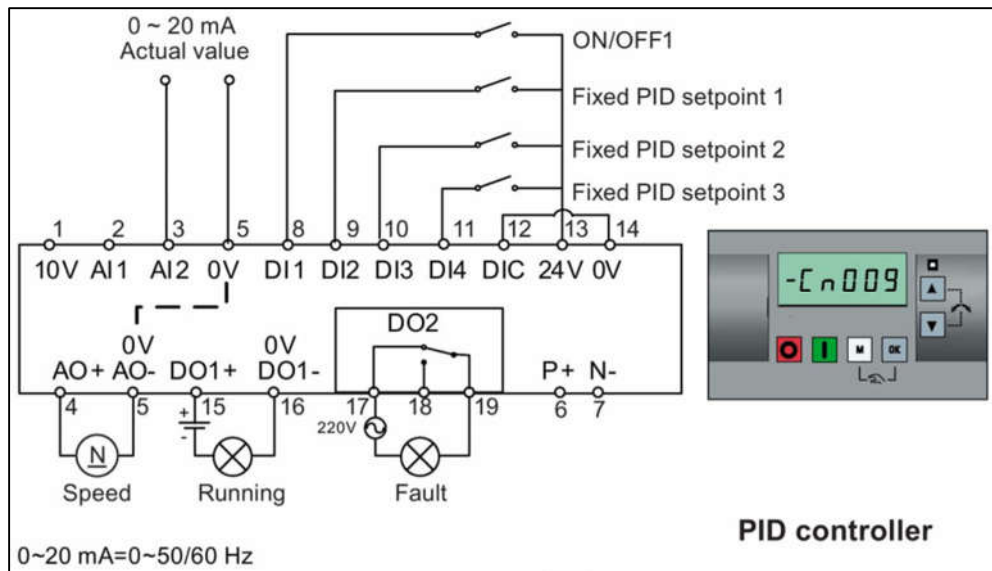 0 ~ 20 mA
Actual value
ON/OFF1
Fixed PID setpoint 1
Fixed PID setpoint 2
Fixed PID setpoint 3
1 2 3 5 8 9 10 11 12 13 14
10V AI1 AI2 0V DI1 DI2 DI3 DI4 DIC 24V 0V
-Cn009
DO2
0V 0V
AO+ AO- DO1+ DO1- P+ N-
M OK
4 5 15 16 17 18 19 6 7
+
-
220V
N
Speed Running Fault
PID controller
0~20 mA=0~50/60 Hz